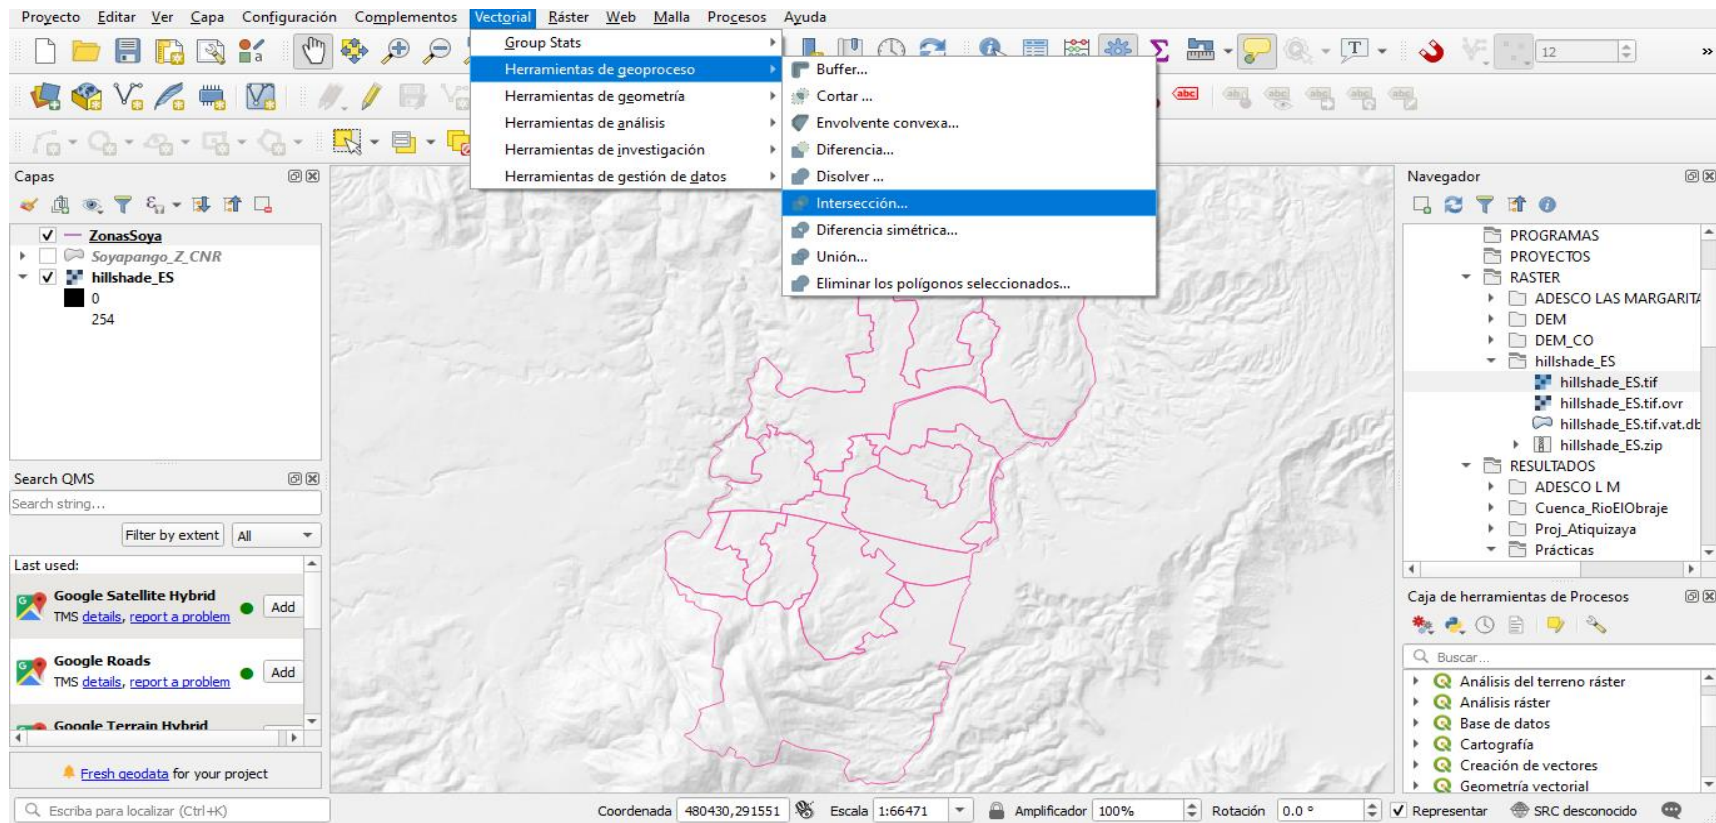 Proyecto Editar Ver Capa Configuración Complementos Vectorial Ráster Web Malla Procesos Ayuda
Group Stats
Herramientas de geoproceso
Herramientas de geometría
Herramientas de análisis
Herramientas de investigación
Herramientas de gestión de datos
Buffer...
Cortar ...
Envolvente convexa...
Diferencia...
Disolver ...
Intersección...
Diferencia simétrica...
Unión...
Eliminar los polígonos seleccionados...
12
abc
Capas
ZonasSoya
Soyapango_Z_CNR
hillshade_ES
0
254
Search QMS
Search string...
Filter by extent All
Last used:
Google Satellite Hybrid
TMS details, report a problem
Add
Google Roads
TMS details, report a problem
Add
Google Terrain Hybrid
Fresh geodata for your project
Navegador
PROGRAMAS
PROYECTOS
RASTER
ADESCO LAS MARGARITA
DEM
DEM_CO
hillshade_ES
hillshade_ES.tif
hillshade_ES.tif.ovr
hillshade_ES.tif.vat.db
hillshade_ES.zip
RESULTADOS
ADESCO L M
Cuenca_RioElObraje
Proj_Atiquizaya
Prácticas
Caja de herramientas de Procesos
Buscar...
Análisis del terreno ráster
Análisis ráster
Base de datos
Cartografía
Creación de vectores
Geometría vectorial
Escriba para localizar (Ctrl+K)
Coordenada 480430,291551 Escala 1:66471 Amplificador 100% Rotación 0.0 ° Representar SRC desconocido